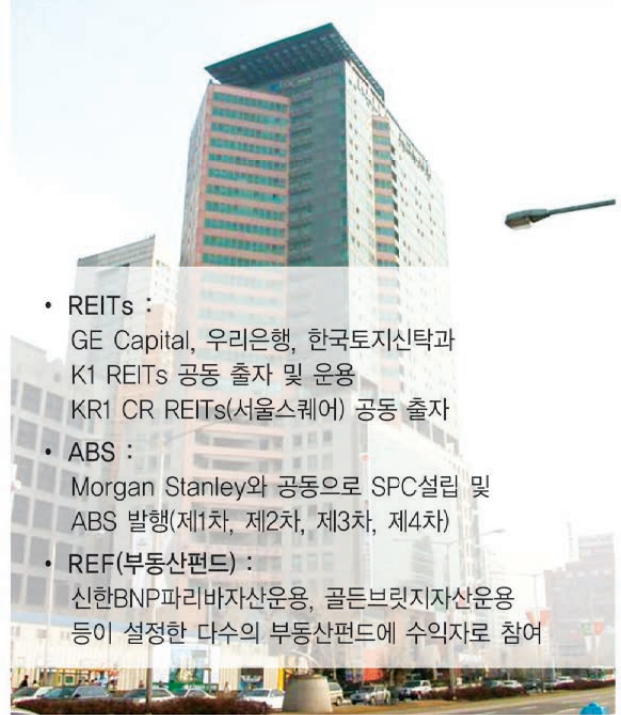 • REITs :
GE Capital, 우리은행, 한국토지신탁과
K1 REITs 공동 출자 및 운용
KR1 CR REITs(서울스퀘어) 공동 출자
• ABS :
Morgan Stanley와 공동으로 SPC설립 및
ABS 발행(제1차, 제2차, 제3차, 제4차)
• REF(부동산펀드) :
신한BNP파리바자산운용, 골든브릿지자산운용
등이 설정한 다수의 부동산펀드에 수익자로 참여